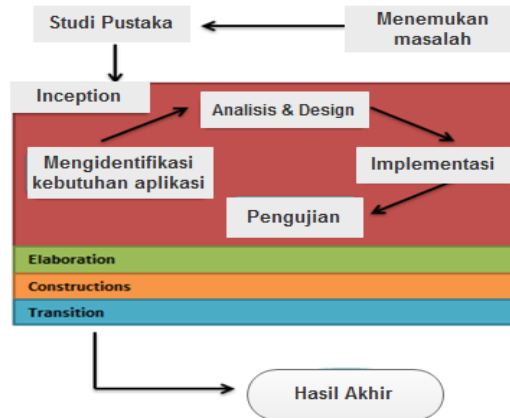 Studi Pustaka
Menemukan
masalah
Inception
Analisis & Design
Mengidentifikasi
kebutuhan aplikasi
Implementasi
Pengujian
Elaboration
Constructions
Transition
Hasil Akhir